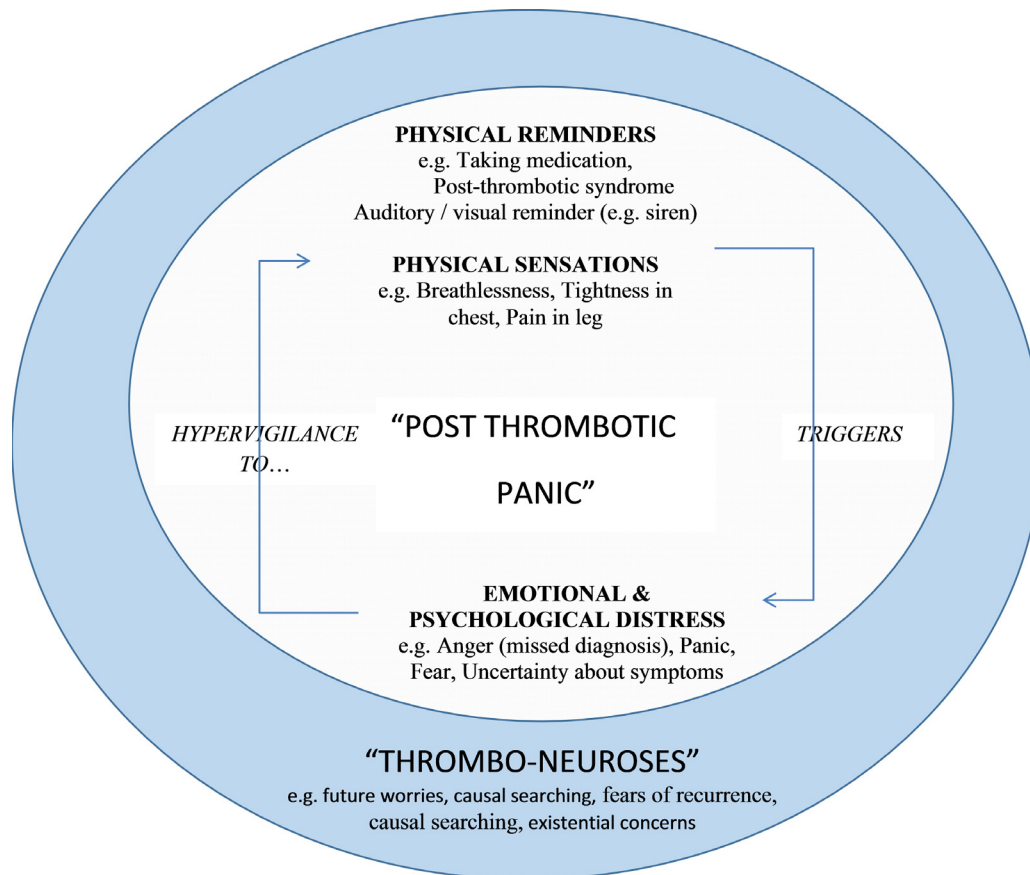 PHYSICAL REMINDERS
e.g. Taking medication,
Post-thrombotic syndrome
Auditory / visual reminder (e.g. siren)
PHYSICAL SENSATIONS
e.g. Breathlessness, Tightness in
chest, Pain in leg
HYPERVIGILANCE
TO…
“POST THROMBOTIC
PANIC”
TRIGGERS
EMOTIONAL &
PSYCHOLOGICAL DISTRESS
e.g. Anger (missed diagnosis), Panic,
Fear, Uncertainty about symptoms
“THROMBO-NEUROSES”
e.g. future worries, causal searching, fears of recurrence,
causal searching, existential concerns